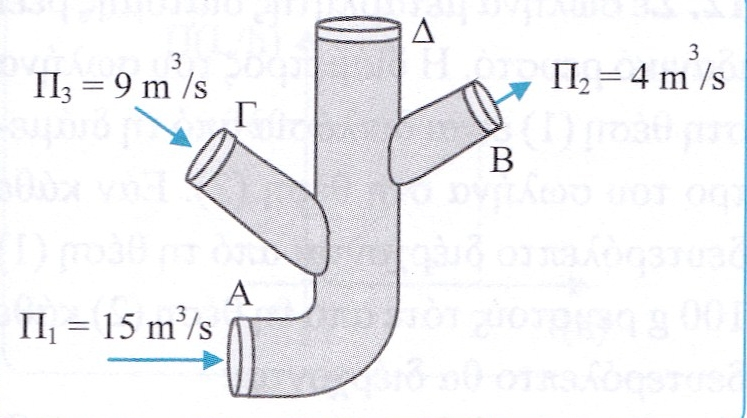 Δ
Π₃ = 9 m³/s
Π₂ = 4 m³/s
Γ
Β
Α
Π₁ = 15 m³/s